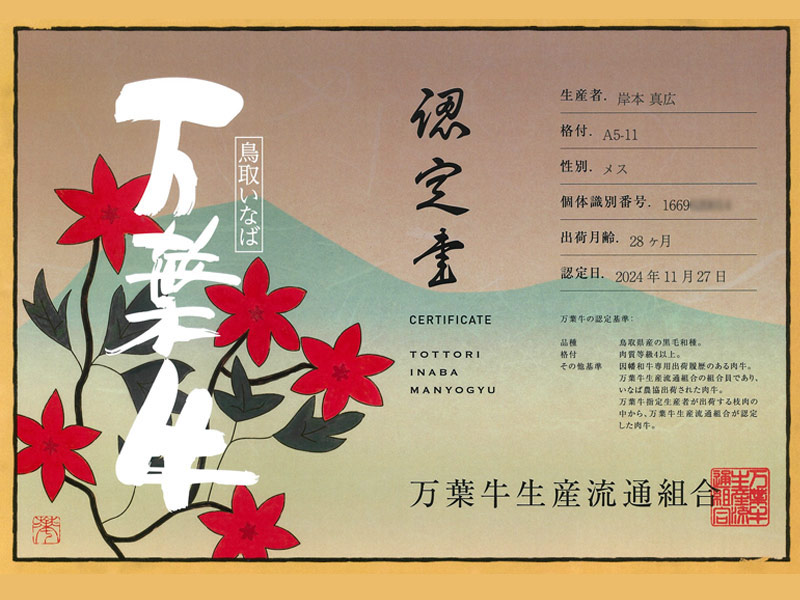 万葉牛
鳥取いなば
認定書
CERTIFICATE
TOTTORI
INABA
MANYOGYU
生産者. 岸本 真広
格付. A5-11
性別. メス
個体識別番号. 1669
出荷月齢. 28ヶ月
認定日. 2024年11月27日
万葉牛の認定基準：
品種 鳥取県産の黒毛和種。
格付 肉質等級4以上。
その他基準 因幡和牛専用出荷履歴のある肉牛。
万葉牛生産流通組合の組合員であり、
いなば農協出荷された肉牛。
万葉牛指定生産者が出荷する枝肉の
中から、万葉牛生産流通組合が認定
した肉牛。
万葉牛生産流通組合
万葉牛
生産流
通組合